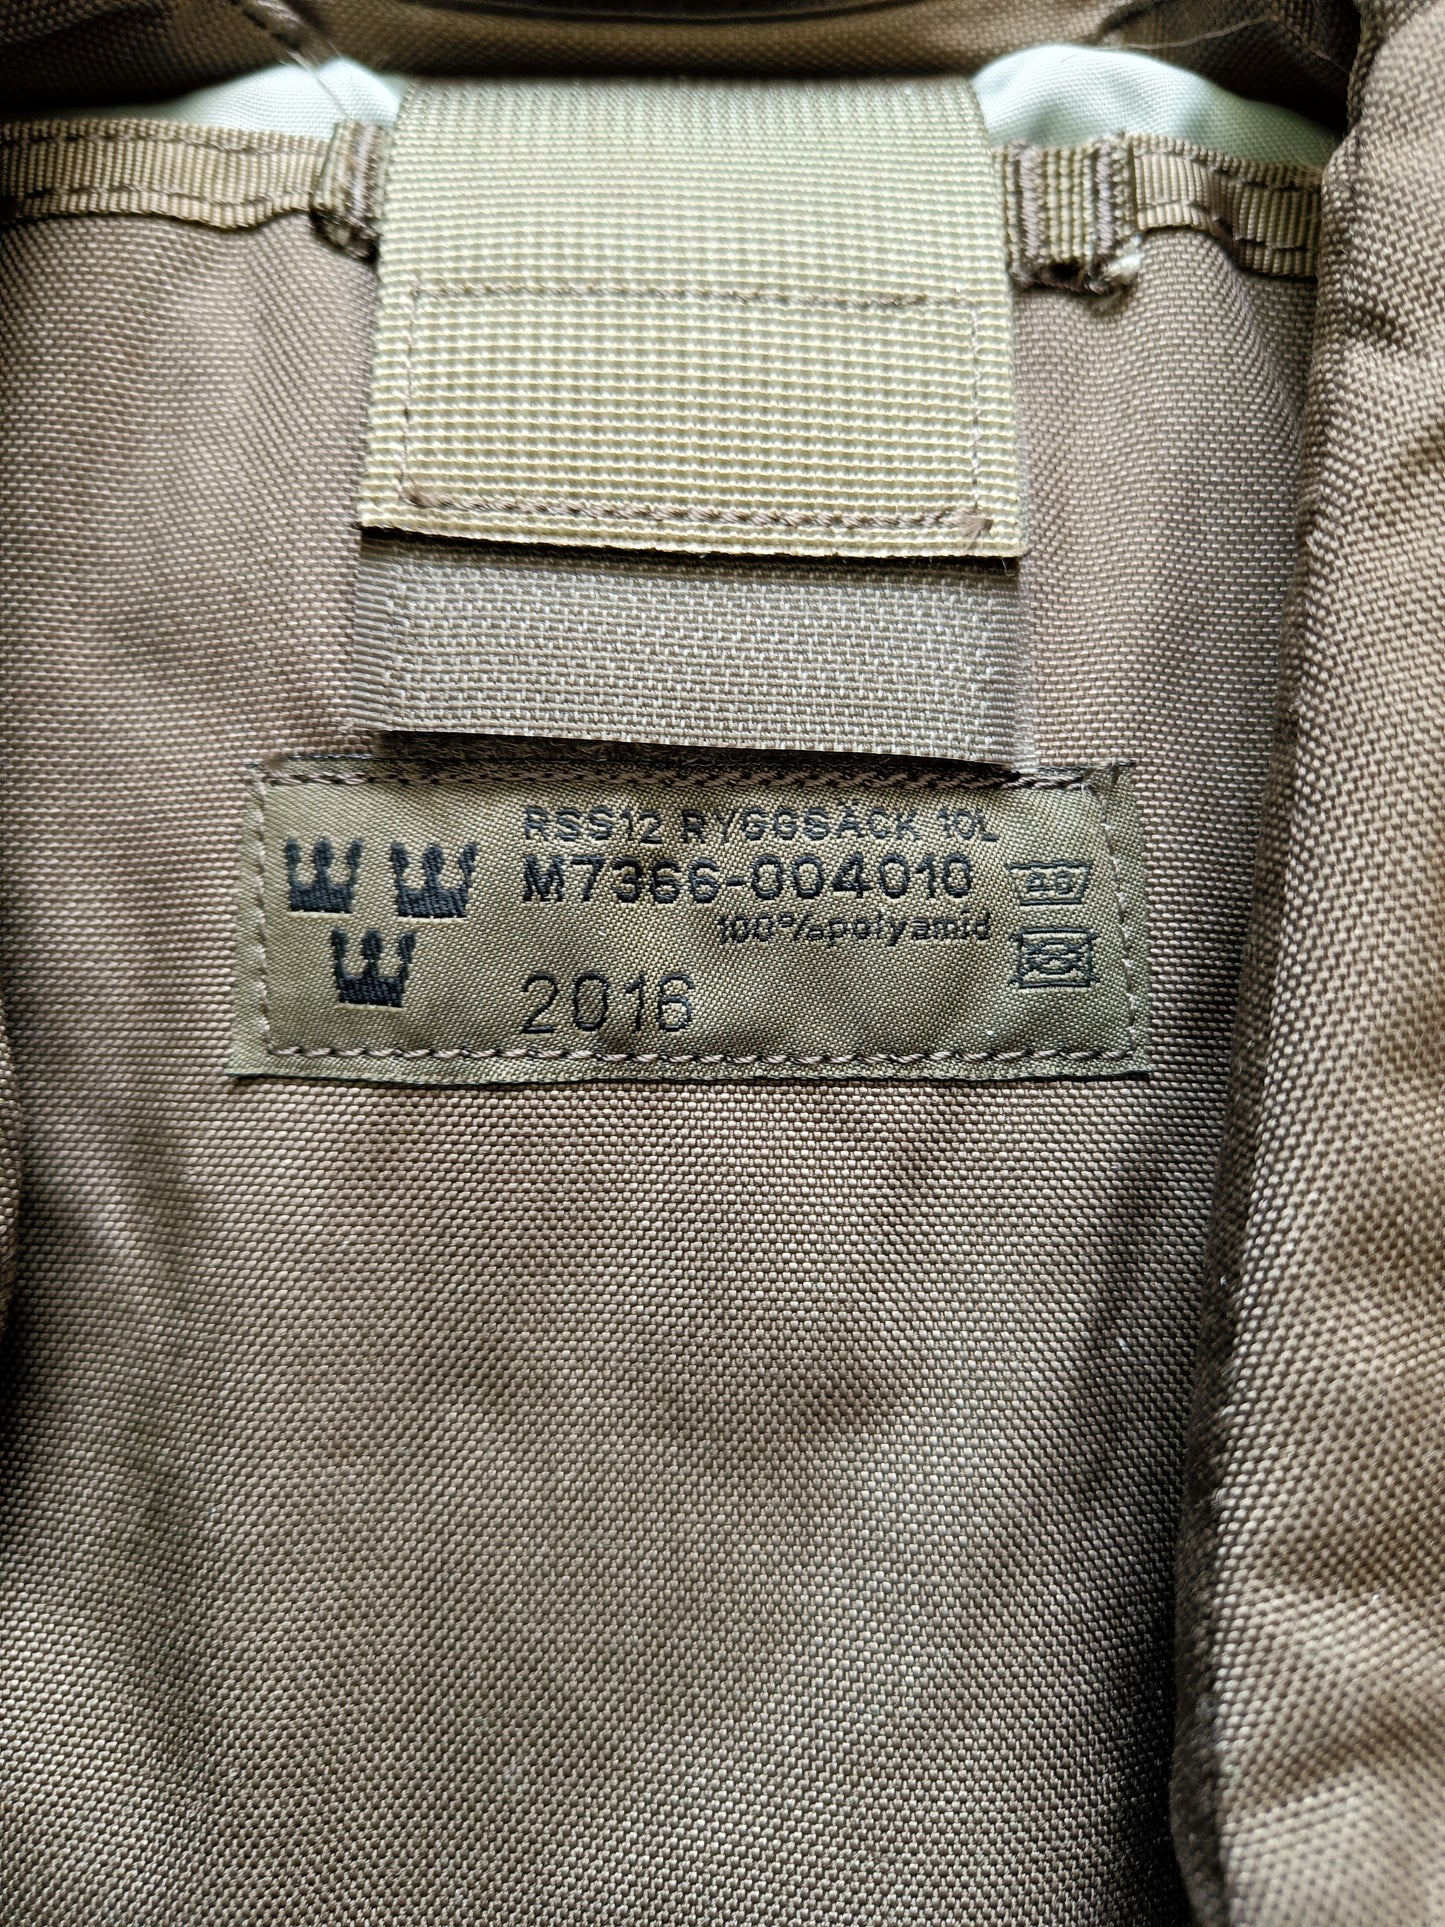 RSS12 RYGGSÄCK 10L
M7366-004010
100%polyamid
2016